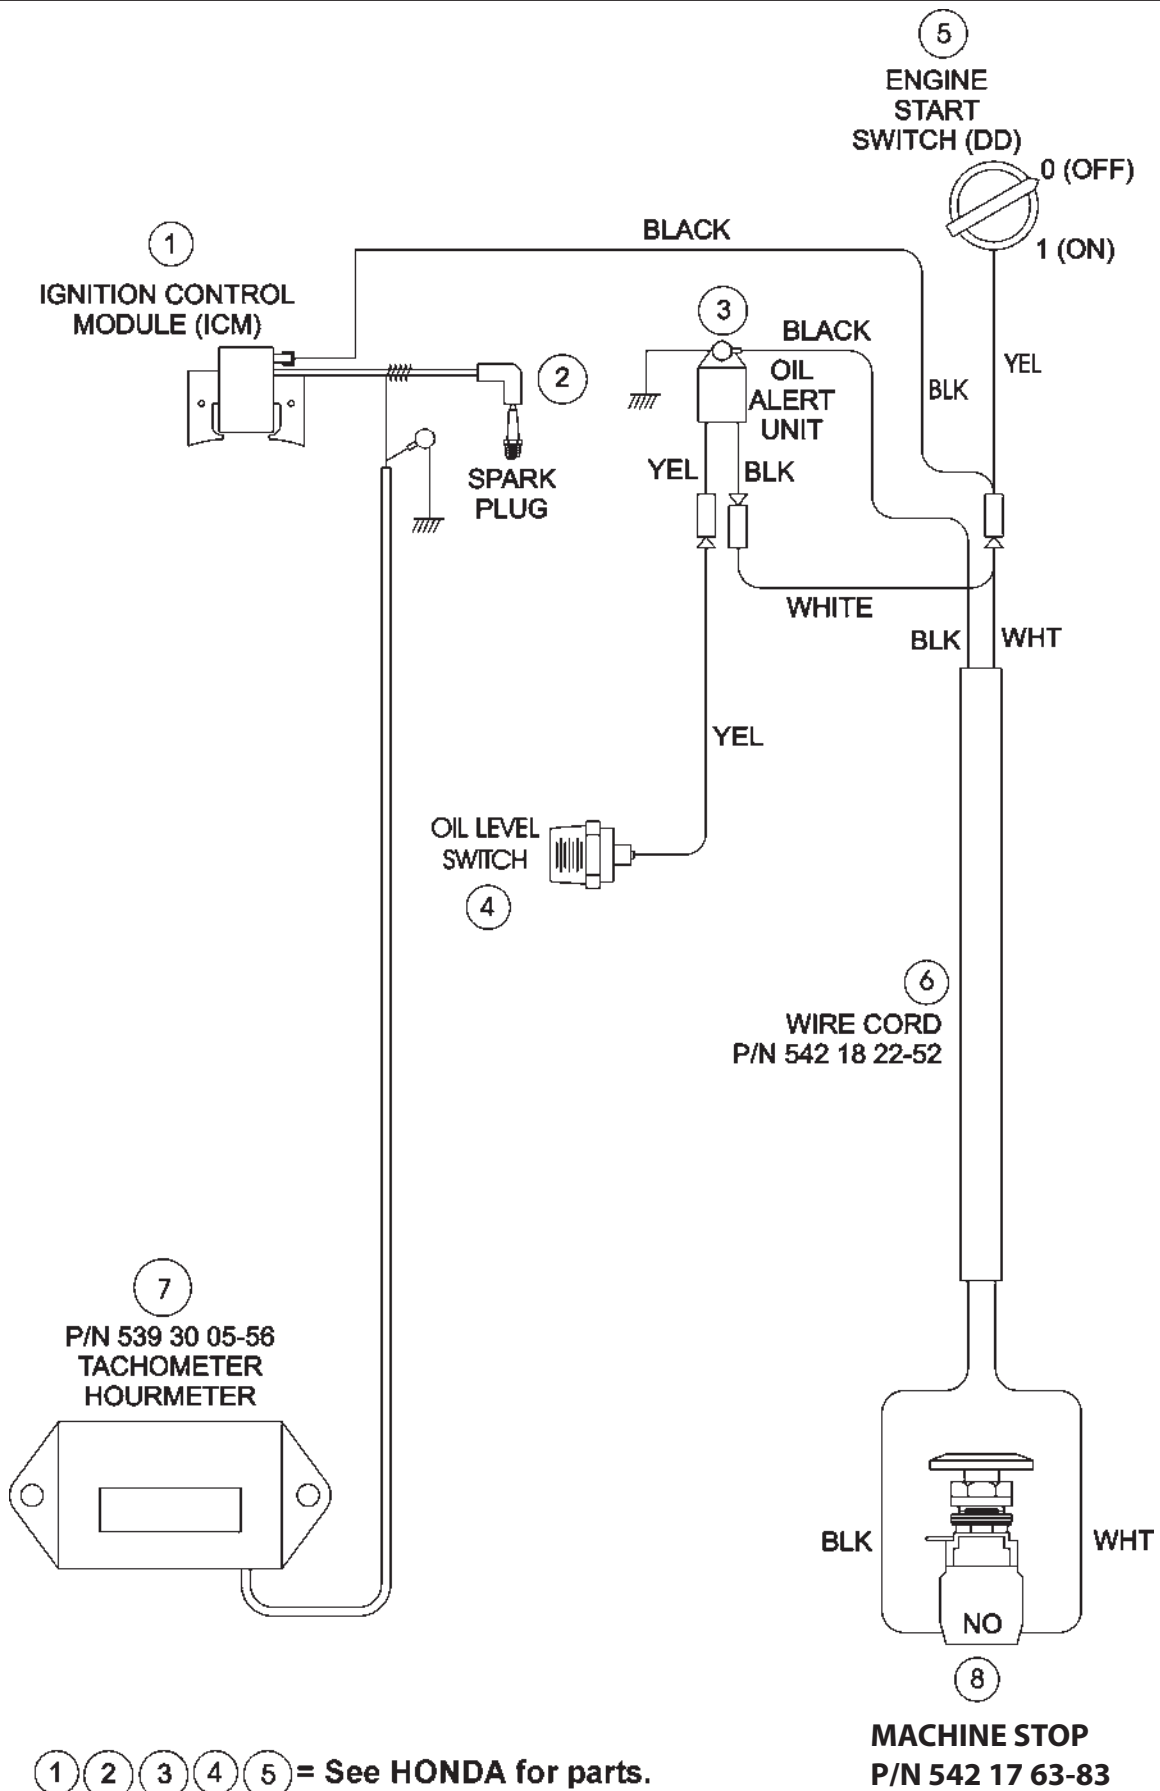 5
ENGINE
START
SWITCH (DD)
0 (OFF)
1 (ON)
1
IGNITION CONTROL
MODULE (ICM)
BLACK
3
BLACK
OIL
ALERT
UNIT
2
SPARK
PLUG
YEL
BLK
BLK
YEL
WHITE
BLK
WHT
YEL
OIL LEVEL
SWITCH
4
6
WIRE CORD
P/N 542 18 22-52
7
P/N 539 30 05-56
TACHOMETER
HOURMETER
BLK
WHT
NO
8
MACHINE STOP
P/N 542 17 63-83
1 2 3 4 5 = See HONDA for parts.